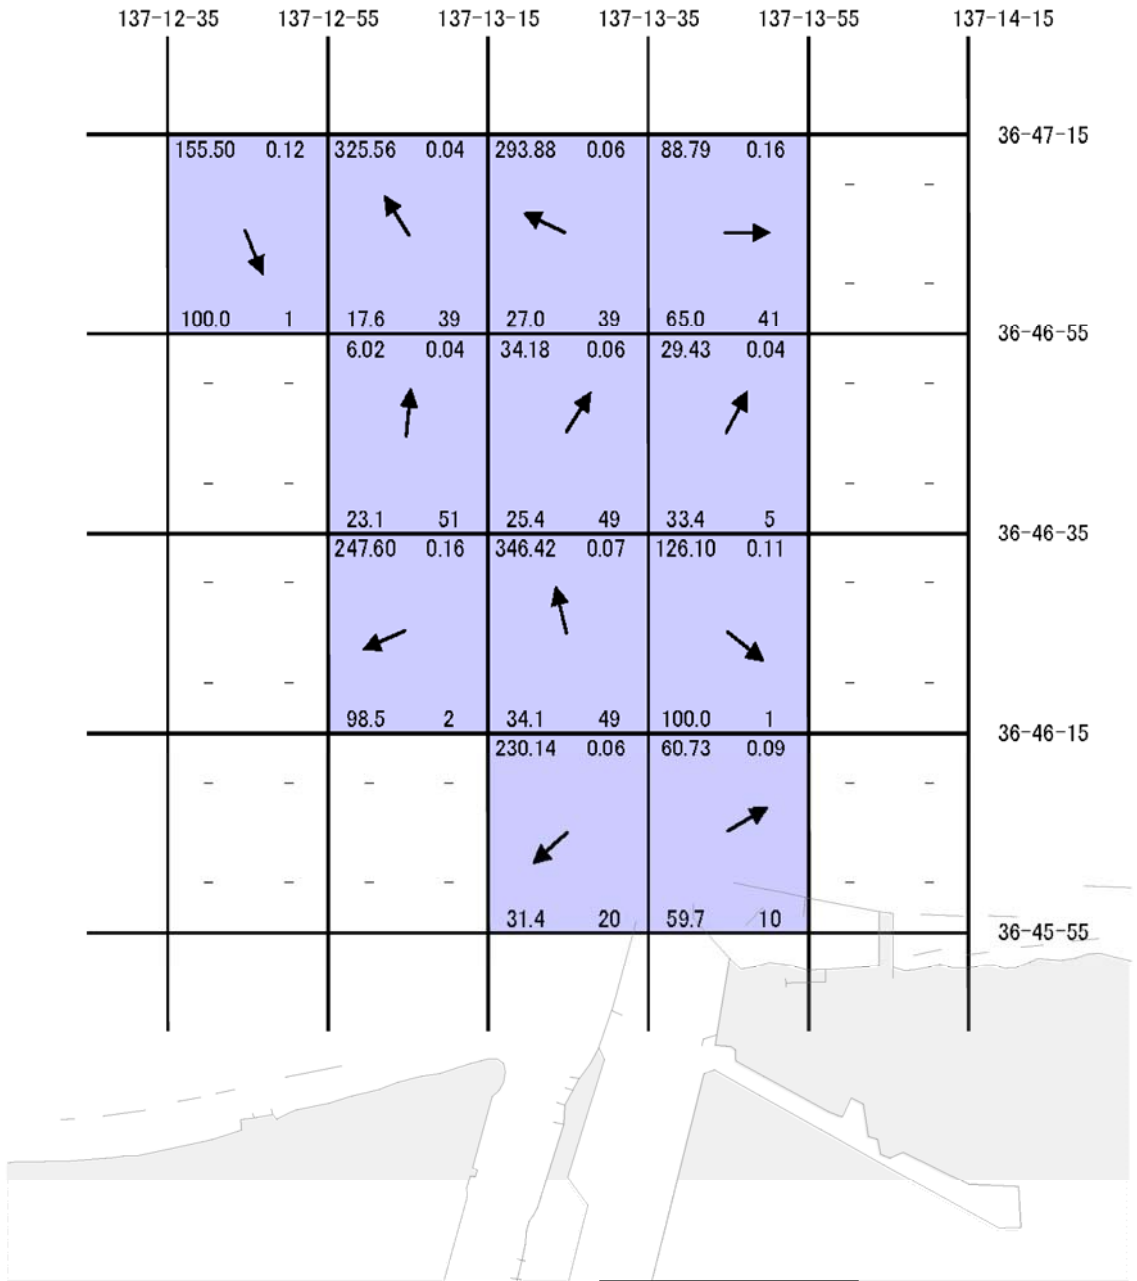 137-12-35 137-12-55 137-13-15 137-13-35 137-13-55 137-14-15
36-47-15
155.50 0.12 325.56 0.04 293.88 0.06 88.79 0.16
- -
- -
100.0 1 17.6 39 27.0 39 65.0 41
36-46-55
6.02 0.04 34.18 0.06 29.43 0.04
- - - -
- - - -
23.1 51 25.4 49 33.4 5
36-46-35
247.60 0.16 346.42 0.07 126.10 0.11
- - - -
- - - -
98.5 2 34.1 49 100.0 1
36-46-15
230.14 0.06 60.73 0.09
- - - - - -
- - - - - -
31.4 20 59.7 10
36-45-55